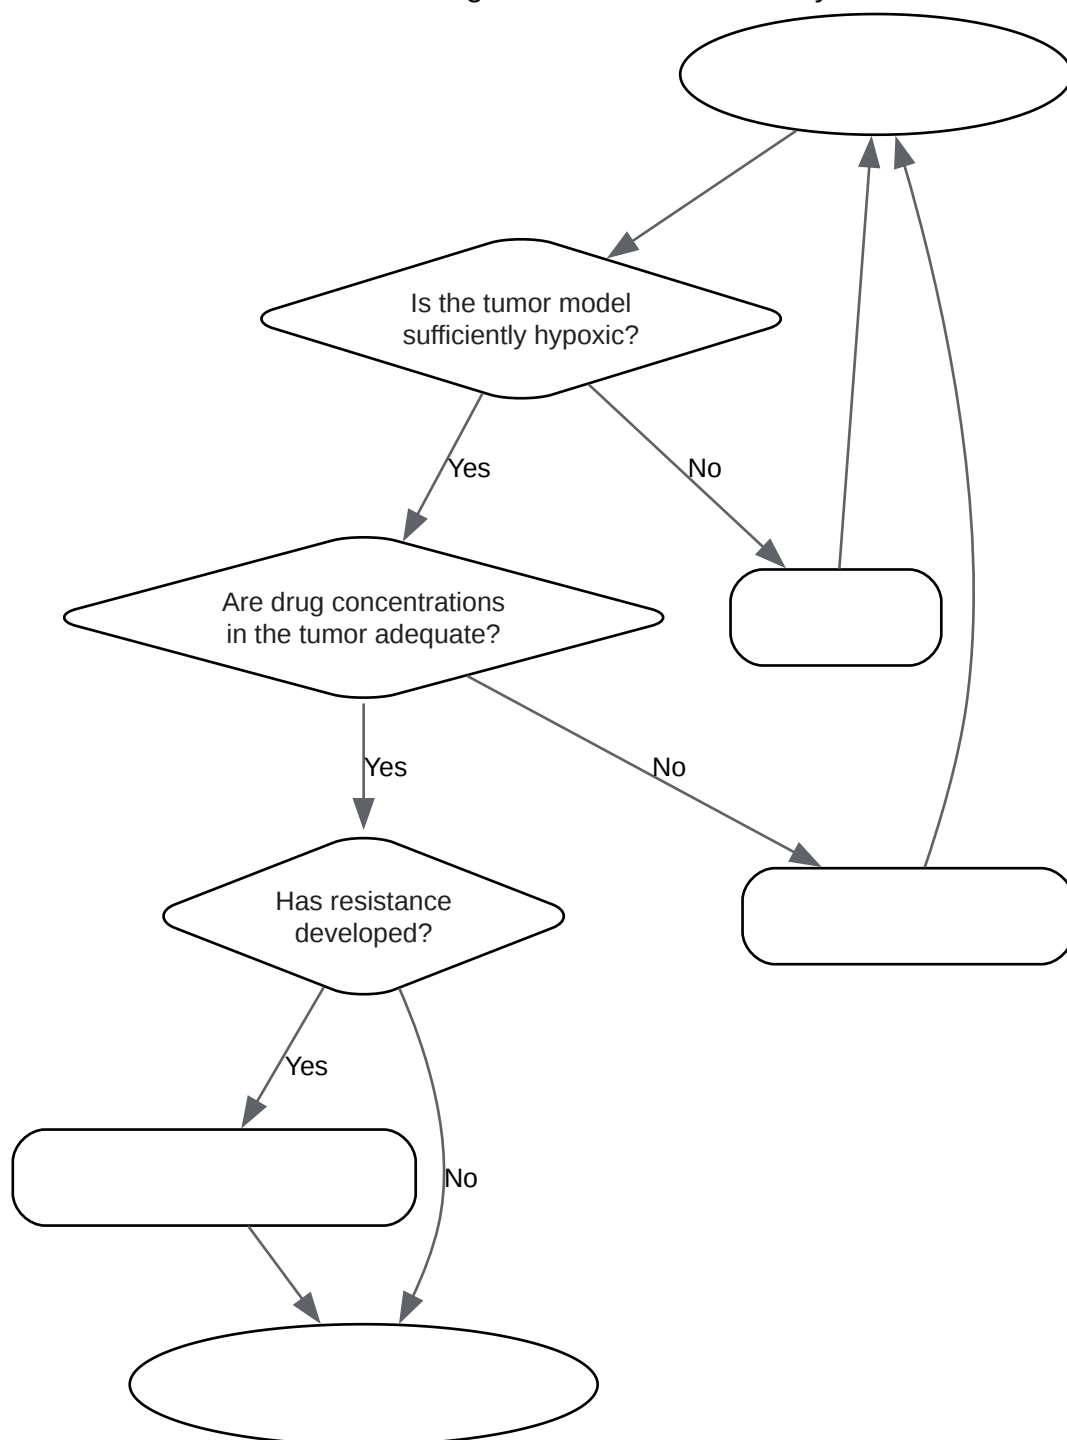 Is the tumor model
sufficiently hypoxic?
Yes
No
Are drug concentrations
in the tumor adequate?
Yes
No
Has resistance
developed?
Yes
No